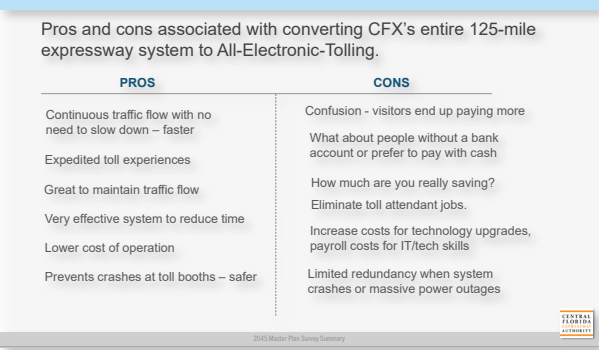 Pros and cons associated with converting CFX's entire 125-mile
expressway system to All-Electronic-Tolling.
PROS
Continuous traffic flow with no
need to slow down – faster
Expedited toll experiences
Great to maintain traffic flow
Very effective system to reduce time
Lower cost of operation
Prevents crashes at toll booths – safer
CONS
Confusion - visitors end up paying more
What about people without a bank
account or prefer to pay with cash
How much are you really saving?
Eliminate toll attendant jobs.
Increase costs for technology upgrades,
payroll costs for IT/tech skills
Limited redundancy when system
crashes or massive power outages
2045 Master Plan Survey Summary
CENTRAL
FLORIDA
EXPRESSWAY
AUTHORITY